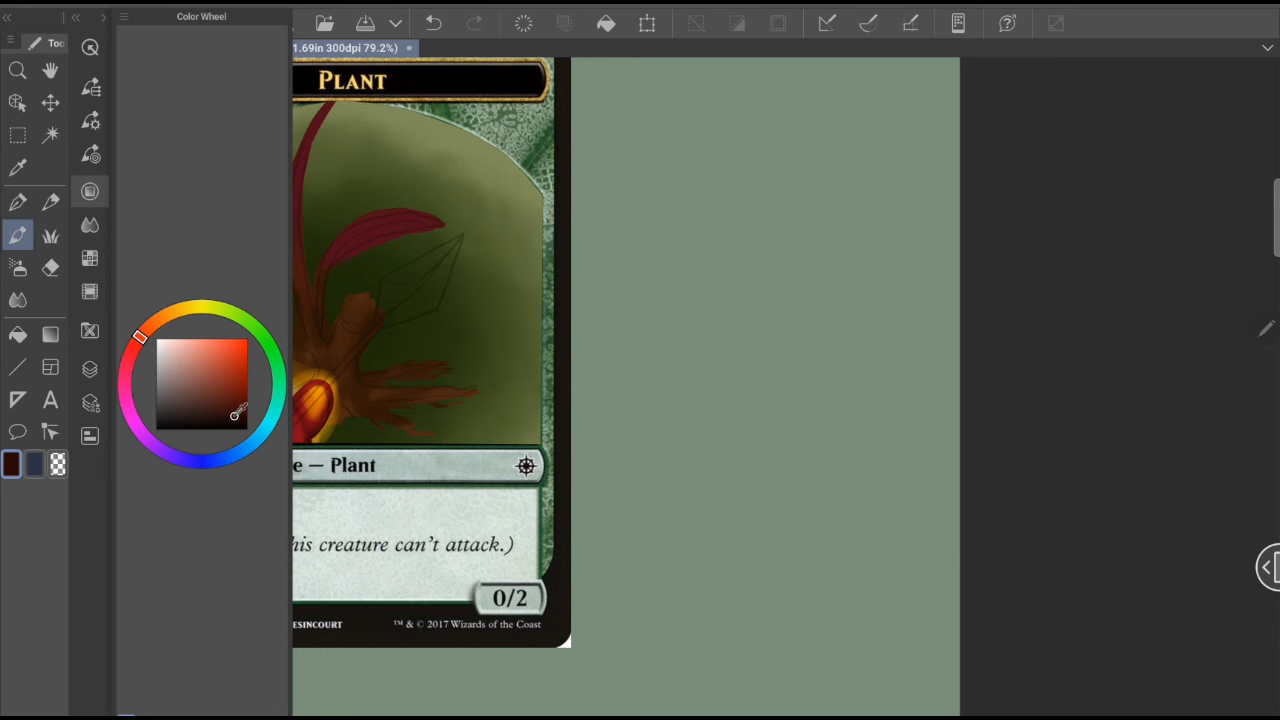 Color Wheel
Too
1.69in 300dpi 79.2%)
PLANT
e — Plant
his creature can't attack.)
0/2
ESINCOURT
™ & © 2017 Wizards of the Coast